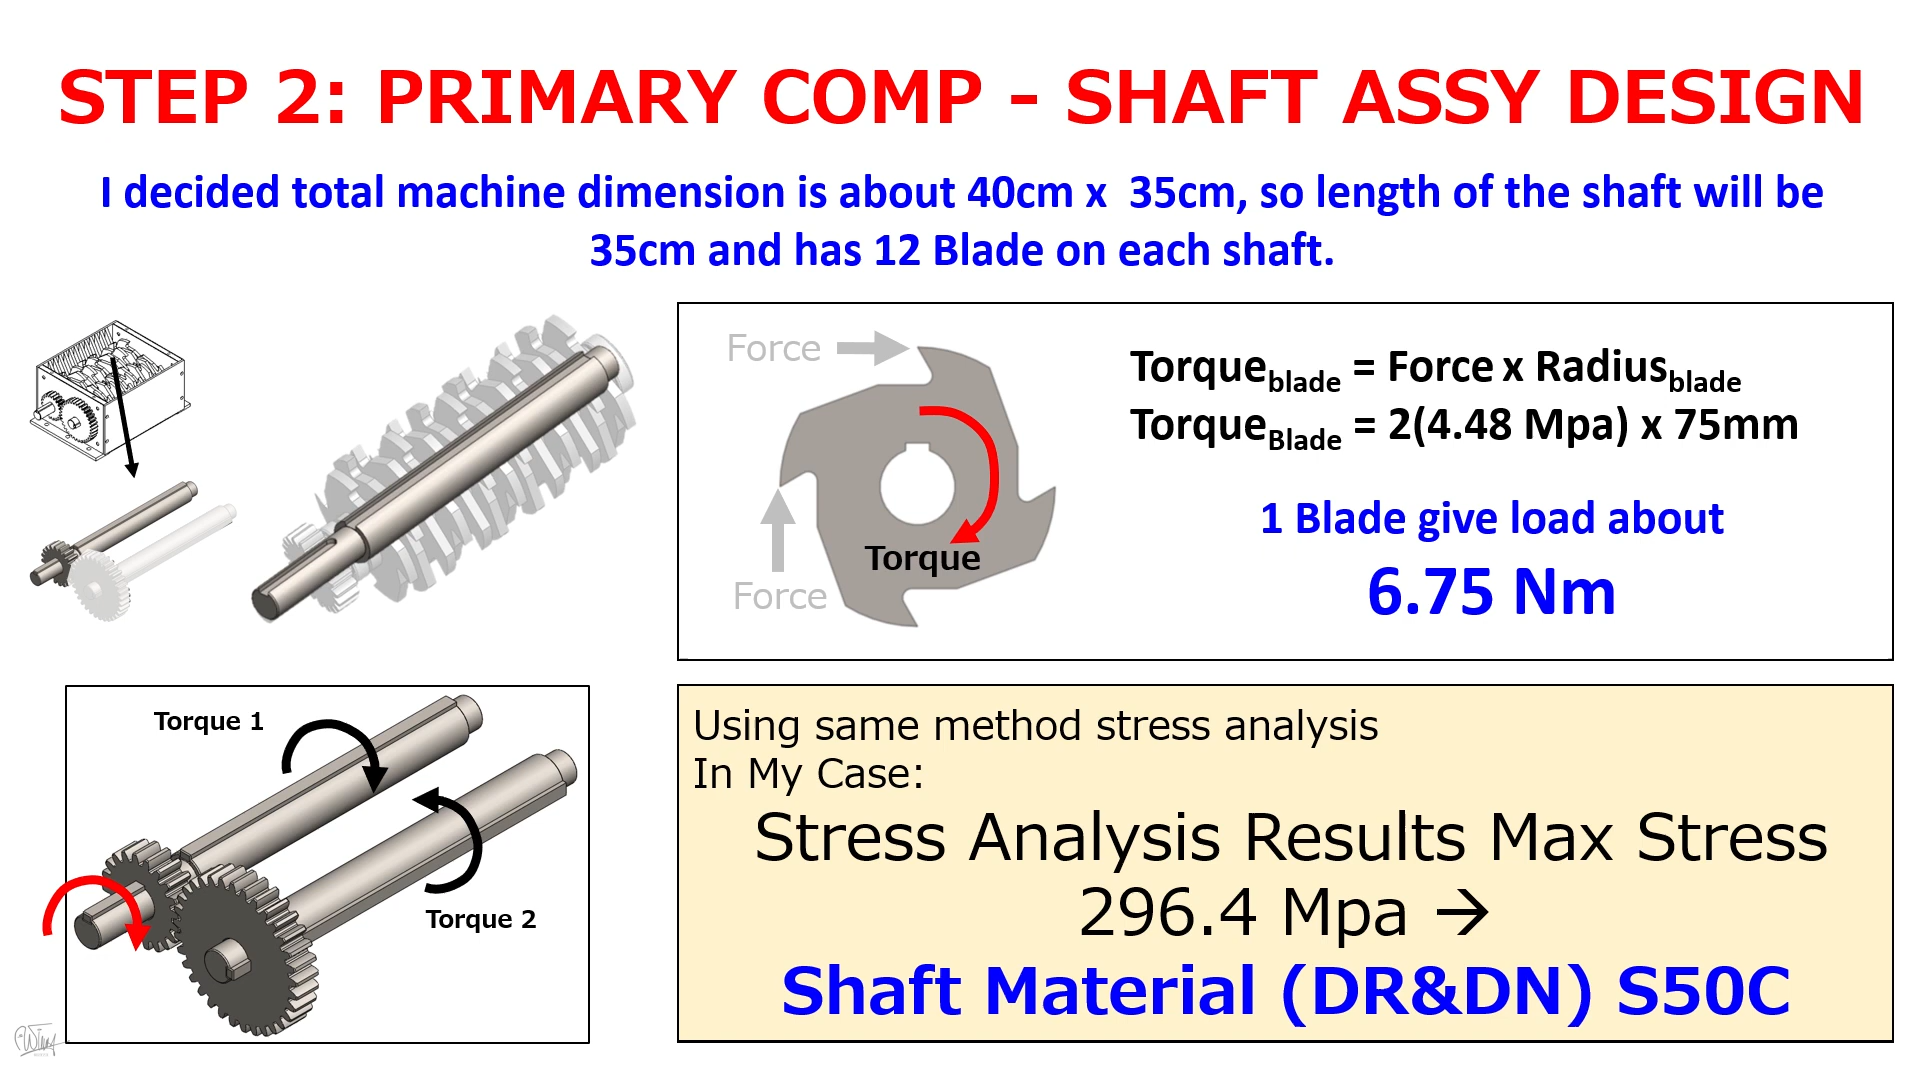 STEP 2: PRIMARY COMP - SHAFT ASSY DESIGN
I decided total machine dimension is about 40cm x  35cm, so length of the shaft will be
35cm and has 12 Blade on each shaft.
Force
Torque
Force
Torqueblade = Force x Radiusblade
TorqueBlade = 2(4.48 Mpa) x 75mm
1 Blade give load about
6.75 Nm
Torque 1
Torque 2
Using same method stress analysis
In My Case:
Stress Analysis Results Max Stress
296.4 Mpa →
Shaft Material (DR&DN) S50C